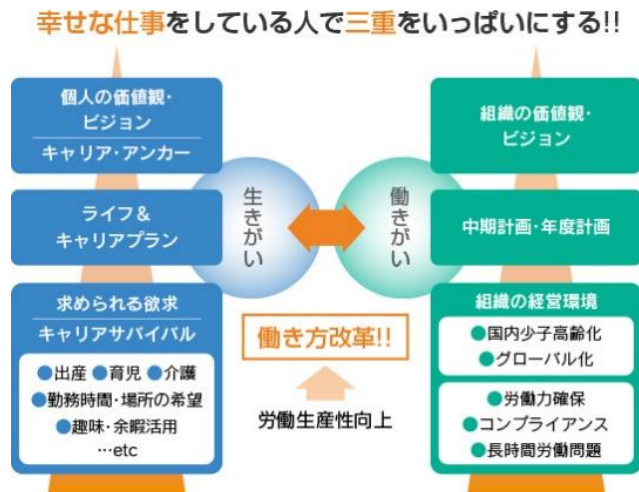 幸せな仕事をしている人で三重をいっぱいにする!!
個人の価値観・
ビジョン
キャリア・アンカー
ライフ＆
キャリアプラン
求められる欲求
キャリアサバイバル
●出産 ●育児 ●介護
●勤務時間・場所の希望
●趣味・余暇活用
…etc
生きがい
働きがい
働き方改革!!
労働生産性向上
組織の価値観・
ビジョン
中期計画・年度計画
組織の経営環境
●国内少子高齢化
●グローバル化
●労働力確保
●コンプライアンス
●長時間労働問題